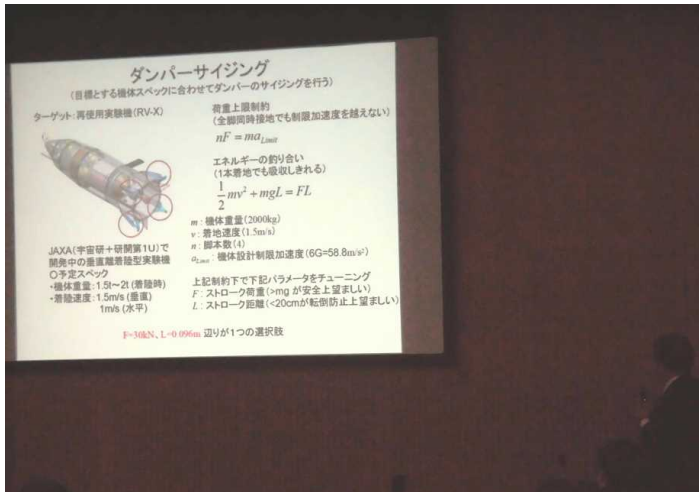 ダンパーサイジング
(目標とする機体スペックに合わせてダンパーのサイジングを行う)
ターゲット:再使用実験機(RV-X)
JAXA(宇宙研+研開第1U)で
開発中の垂直離着陸型実験機
○予定スペック
・機体重量:1.5t~2t (着陸時)
・着陸速度:1.5m/s (垂直)
1m/s (水平)
荷重上限制約
(全脚同時接地でも制限加速度を越えない)
nF = ma_{Limit}
エネルギーの釣り合い
(1本着地でも吸収しきれる)
\frac{1}{2}mv^2 + mgL = FL
m : 機体重量(2000kg)
v : 着地速度(1.5m/s)
n : 脚本数(4)
a_{Limit} : 機体設計制限加速度(6G=58.8m/s²)
上記制約下で下記パラメータをチューニング
F : ストローク荷重(>mg が安全上望ましい)
L : ストローク距離(<20cmが転倒防止上望ましい)
F=30kN、L=0.096m 辺りが1つの選択肢